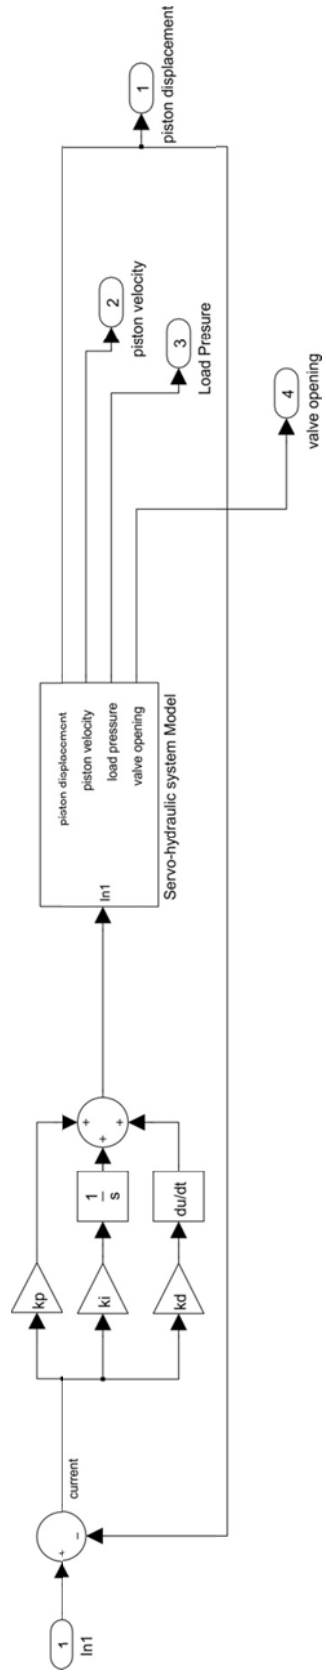 1
In1
+
−
current
kp
ki
kd
1
s
du/dt
+
+
+
In1
piston displacement
piston velocity
load pressure
valve opening
Servo-hydraulic system Model
1
piston displacement
2
piston velocity
3
Load Presure
4
valve opening